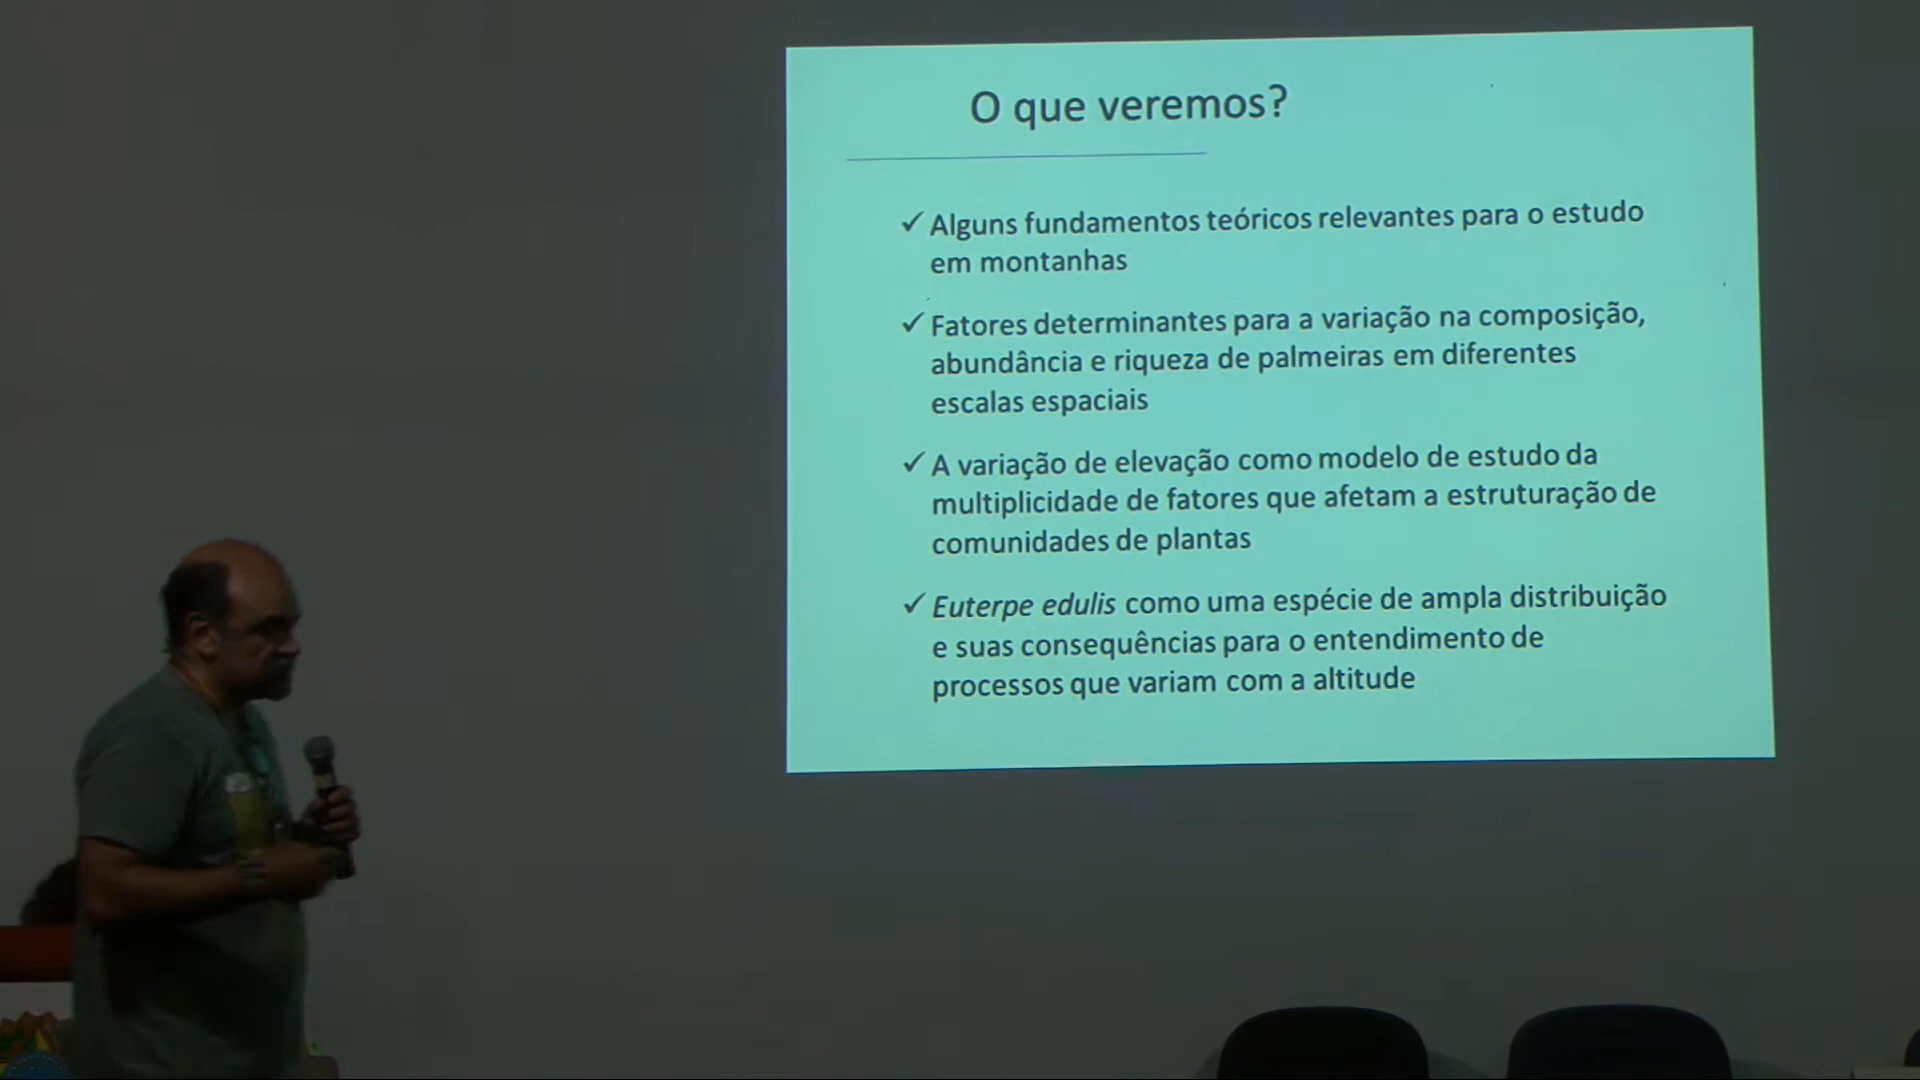 O que veremos?
✓ Alguns fundamentos teóricos relevantes para o estudo
em montanhas
✓ Fatores determinantes para a variação na composição,
abundância e riqueza de palmeiras em diferentes
escalas espaciais
✓ A variação de elevação como modelo de estudo da
multiplicidade de fatores que afetam a estruturação de
comunidades de plantas
✓ Euterpe edulis como uma espécie de ampla distribuição
e suas consequências para o entendimento de
processos que variam com a altitude